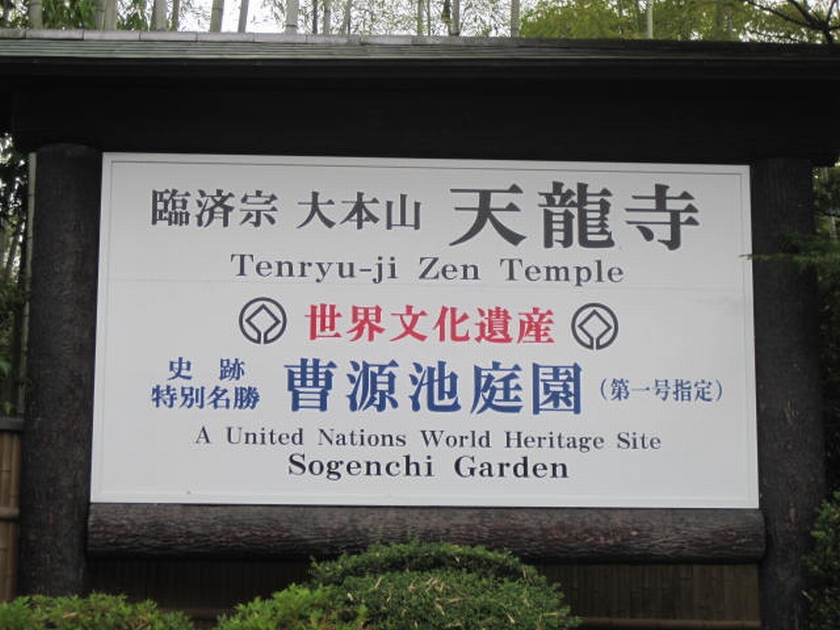 臨済宗 大本山 天龍寺
Tenryu-ji Zen Temple
世界文化遺産
史跡
特別名勝 曹源池庭園 （第一号指定）
A United Nations World Heritage Site
Sogenchi Garden